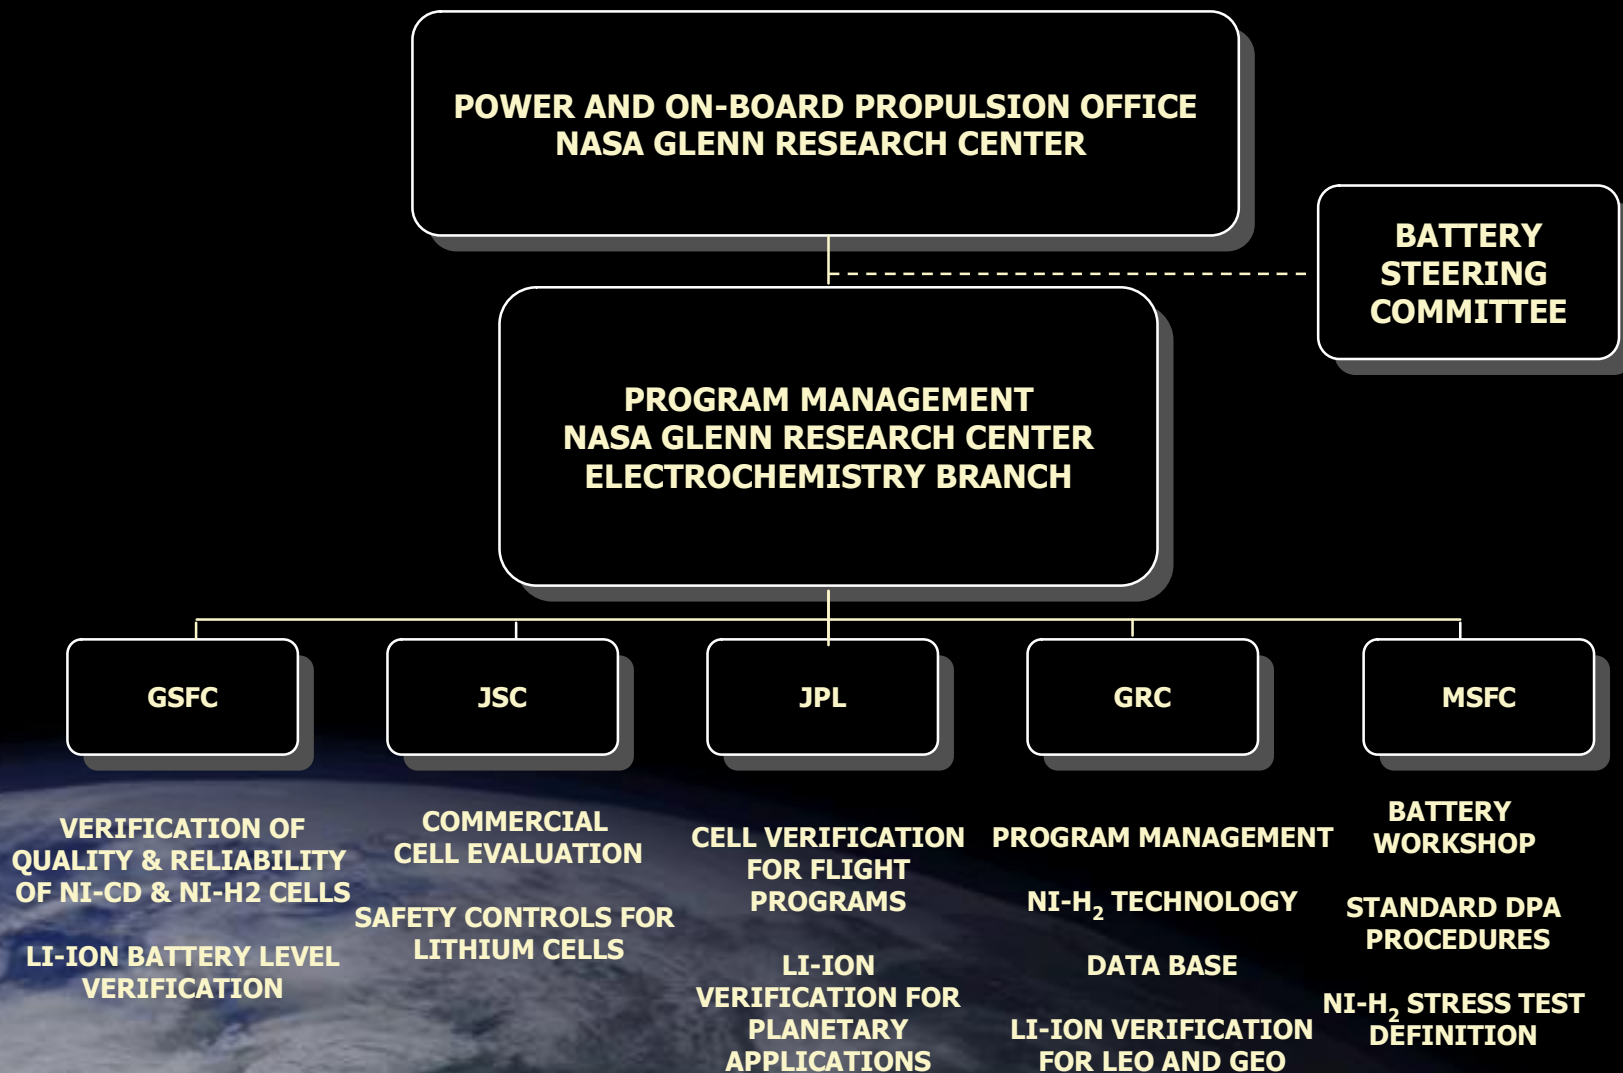 POWER AND ON-BOARD PROPULSION OFFICE
NASA GLENN RESEARCH CENTER
BATTERY
STEERING
COMMITTEE
PROGRAM MANAGEMENT
NASA GLENN RESEARCH CENTER
ELECTROCHEMISTRY BRANCH
GSFC
JSC
JPL
GRC
MSFC
VERIFICATION OF
QUALITY & RELIABILITY
OF NI-CD & NI-H2 CELLS
LI-ION BATTERY LEVEL
VERIFICATION
COMMERCIAL
CELL EVALUATION
SAFETY CONTROLS FOR
LITHIUM CELLS
CELL VERIFICATION
FOR FLIGHT
PROGRAMS
LI-ION
VERIFICATION FOR
PLANETARY
APPLICATIONS
PROGRAM MANAGEMENT
NI-H₂ TECHNOLOGY
DATA BASE
LI-ION VERIFICATION
FOR LEO AND GEO
BATTERY
WORKSHOP
STANDARD DPA
PROCEDURES
NI-H₂ STRESS TEST
DEFINITION